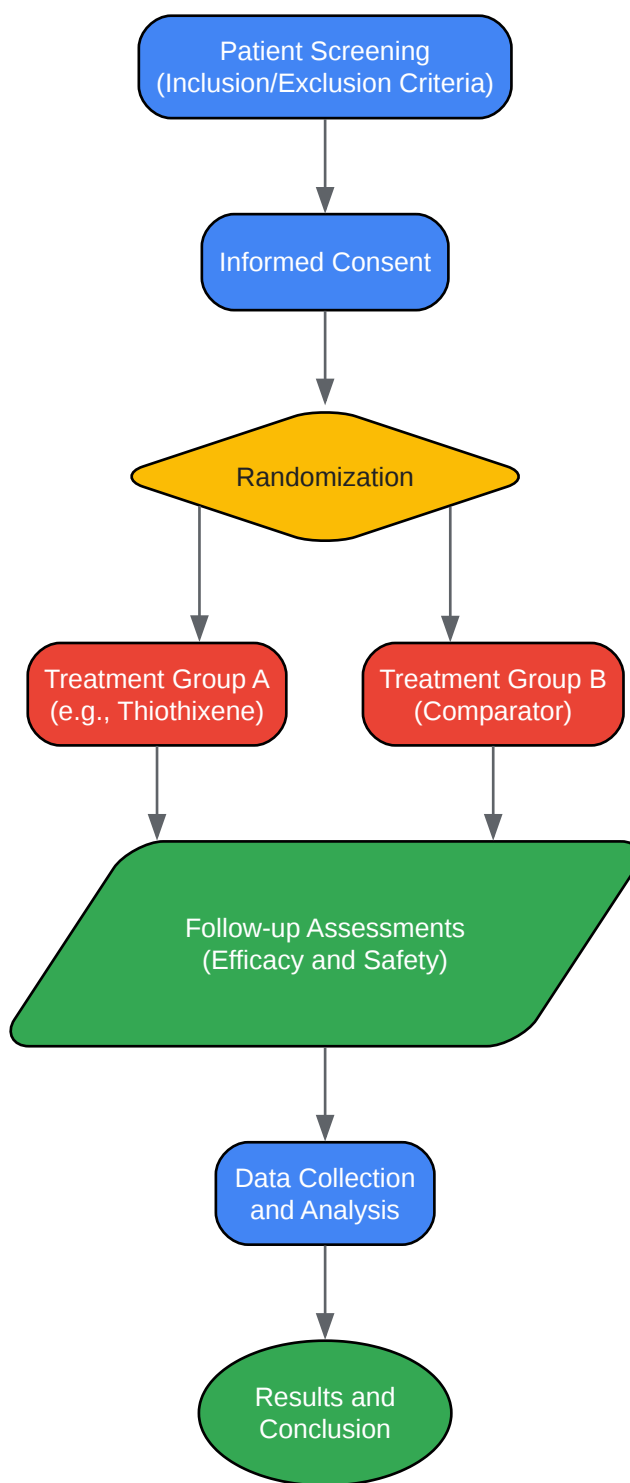 Patient Screening
(Inclusion/Exclusion Criteria)
Informed Consent
Randomization
Treatment Group A
(e.g., Thiothixene)
Treatment Group B
(Comparator)
Follow-up Assessments
(Efficacy and Safety)
Data Collection
and Analysis
Results and
Conclusion